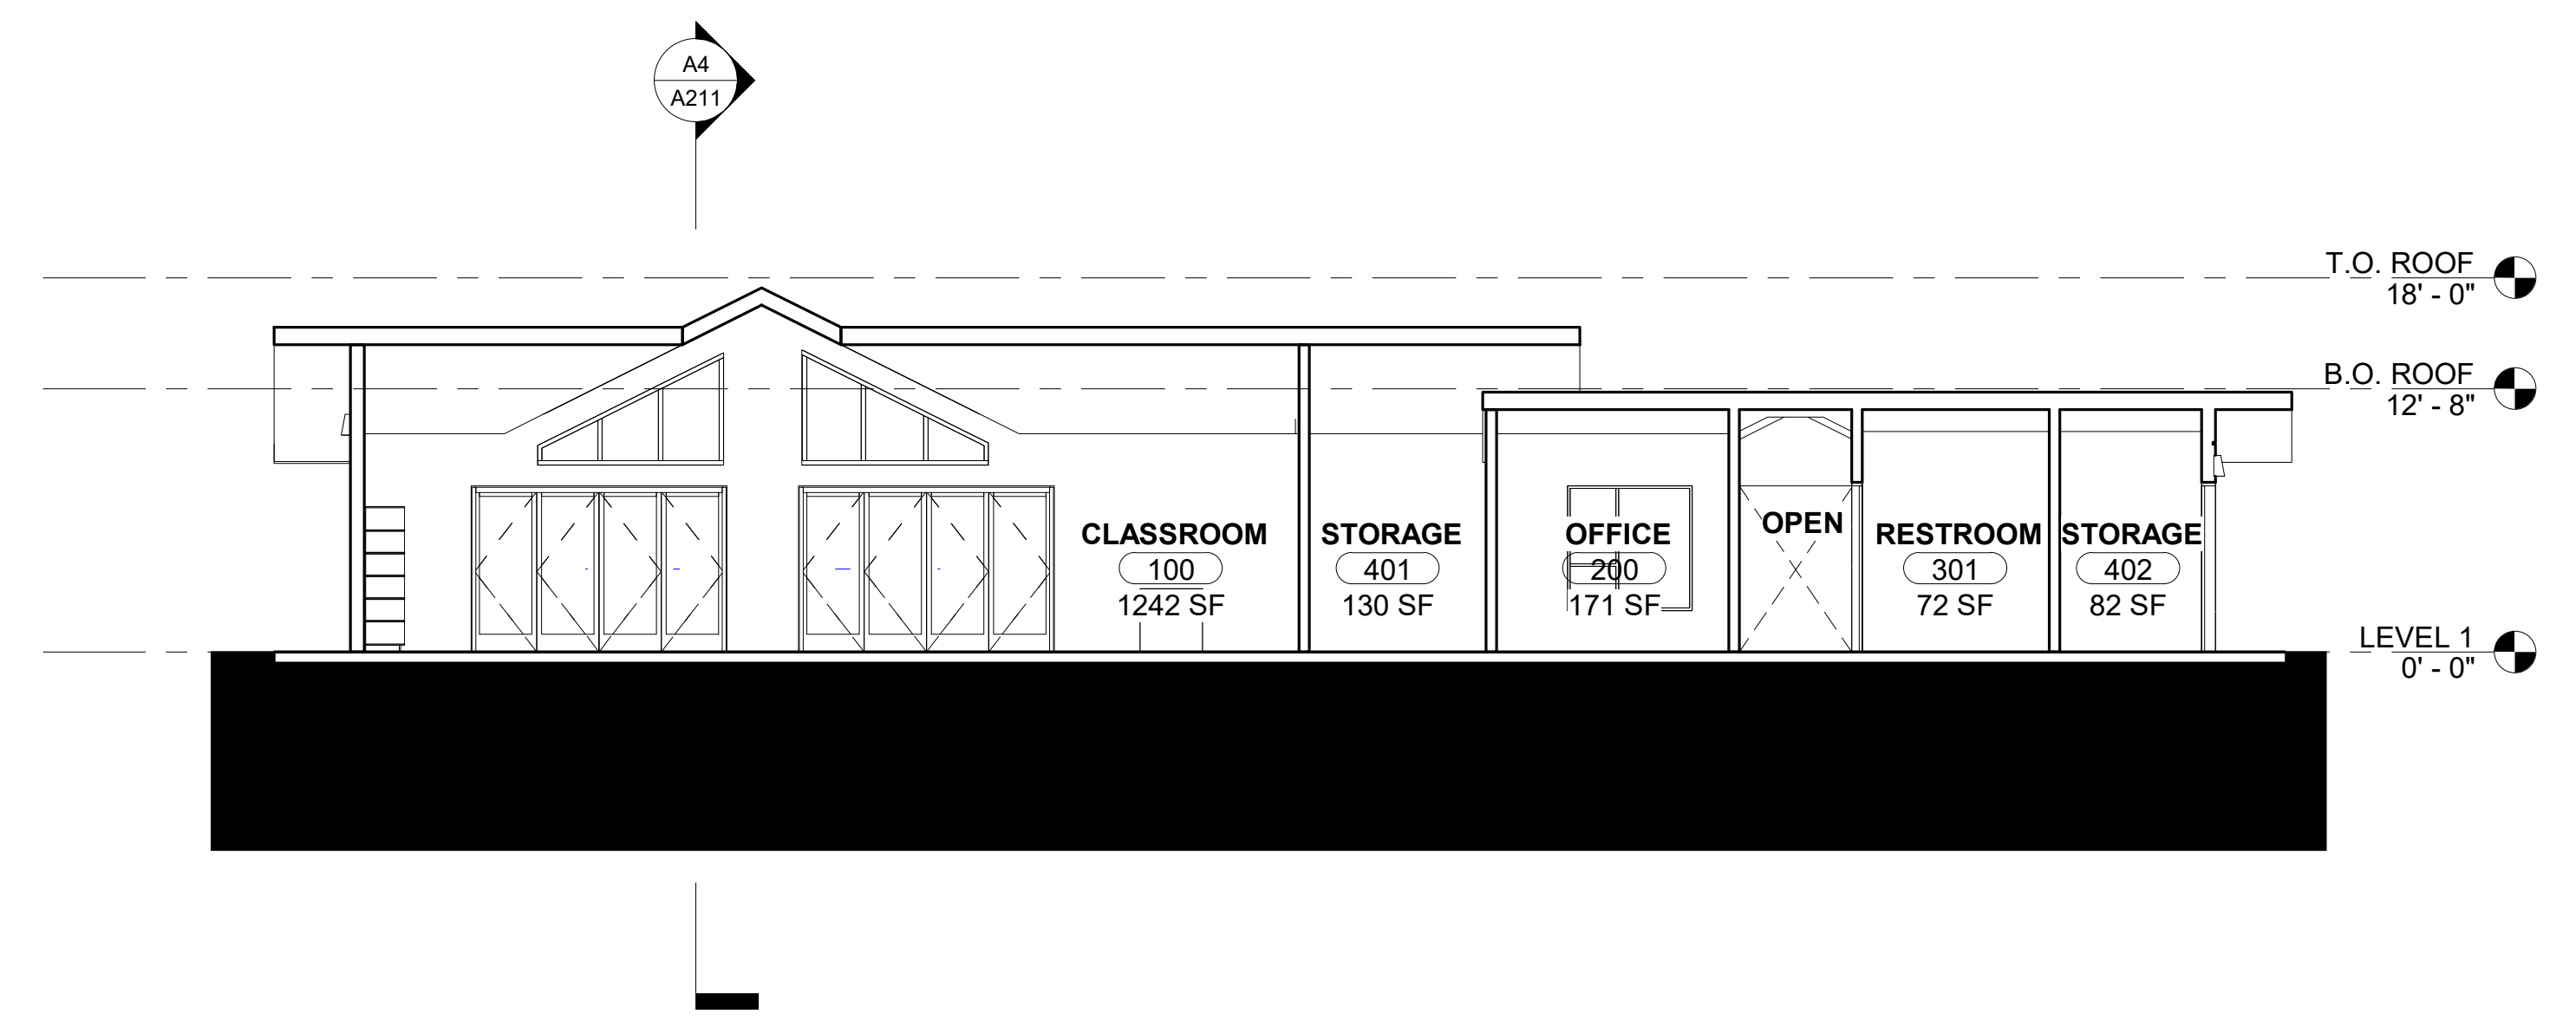 A4
A211
T.O. ROOF
18' - 0"
B.O. ROOF
12' - 8"
CLASSROOM
100
1242 SF
STORAGE
401
130 SF
OFFICE
200
171 SF
OPEN
RESTROOM
301
72 SF
STORAGE
402
82 SF
LEVEL 1
0' - 0"